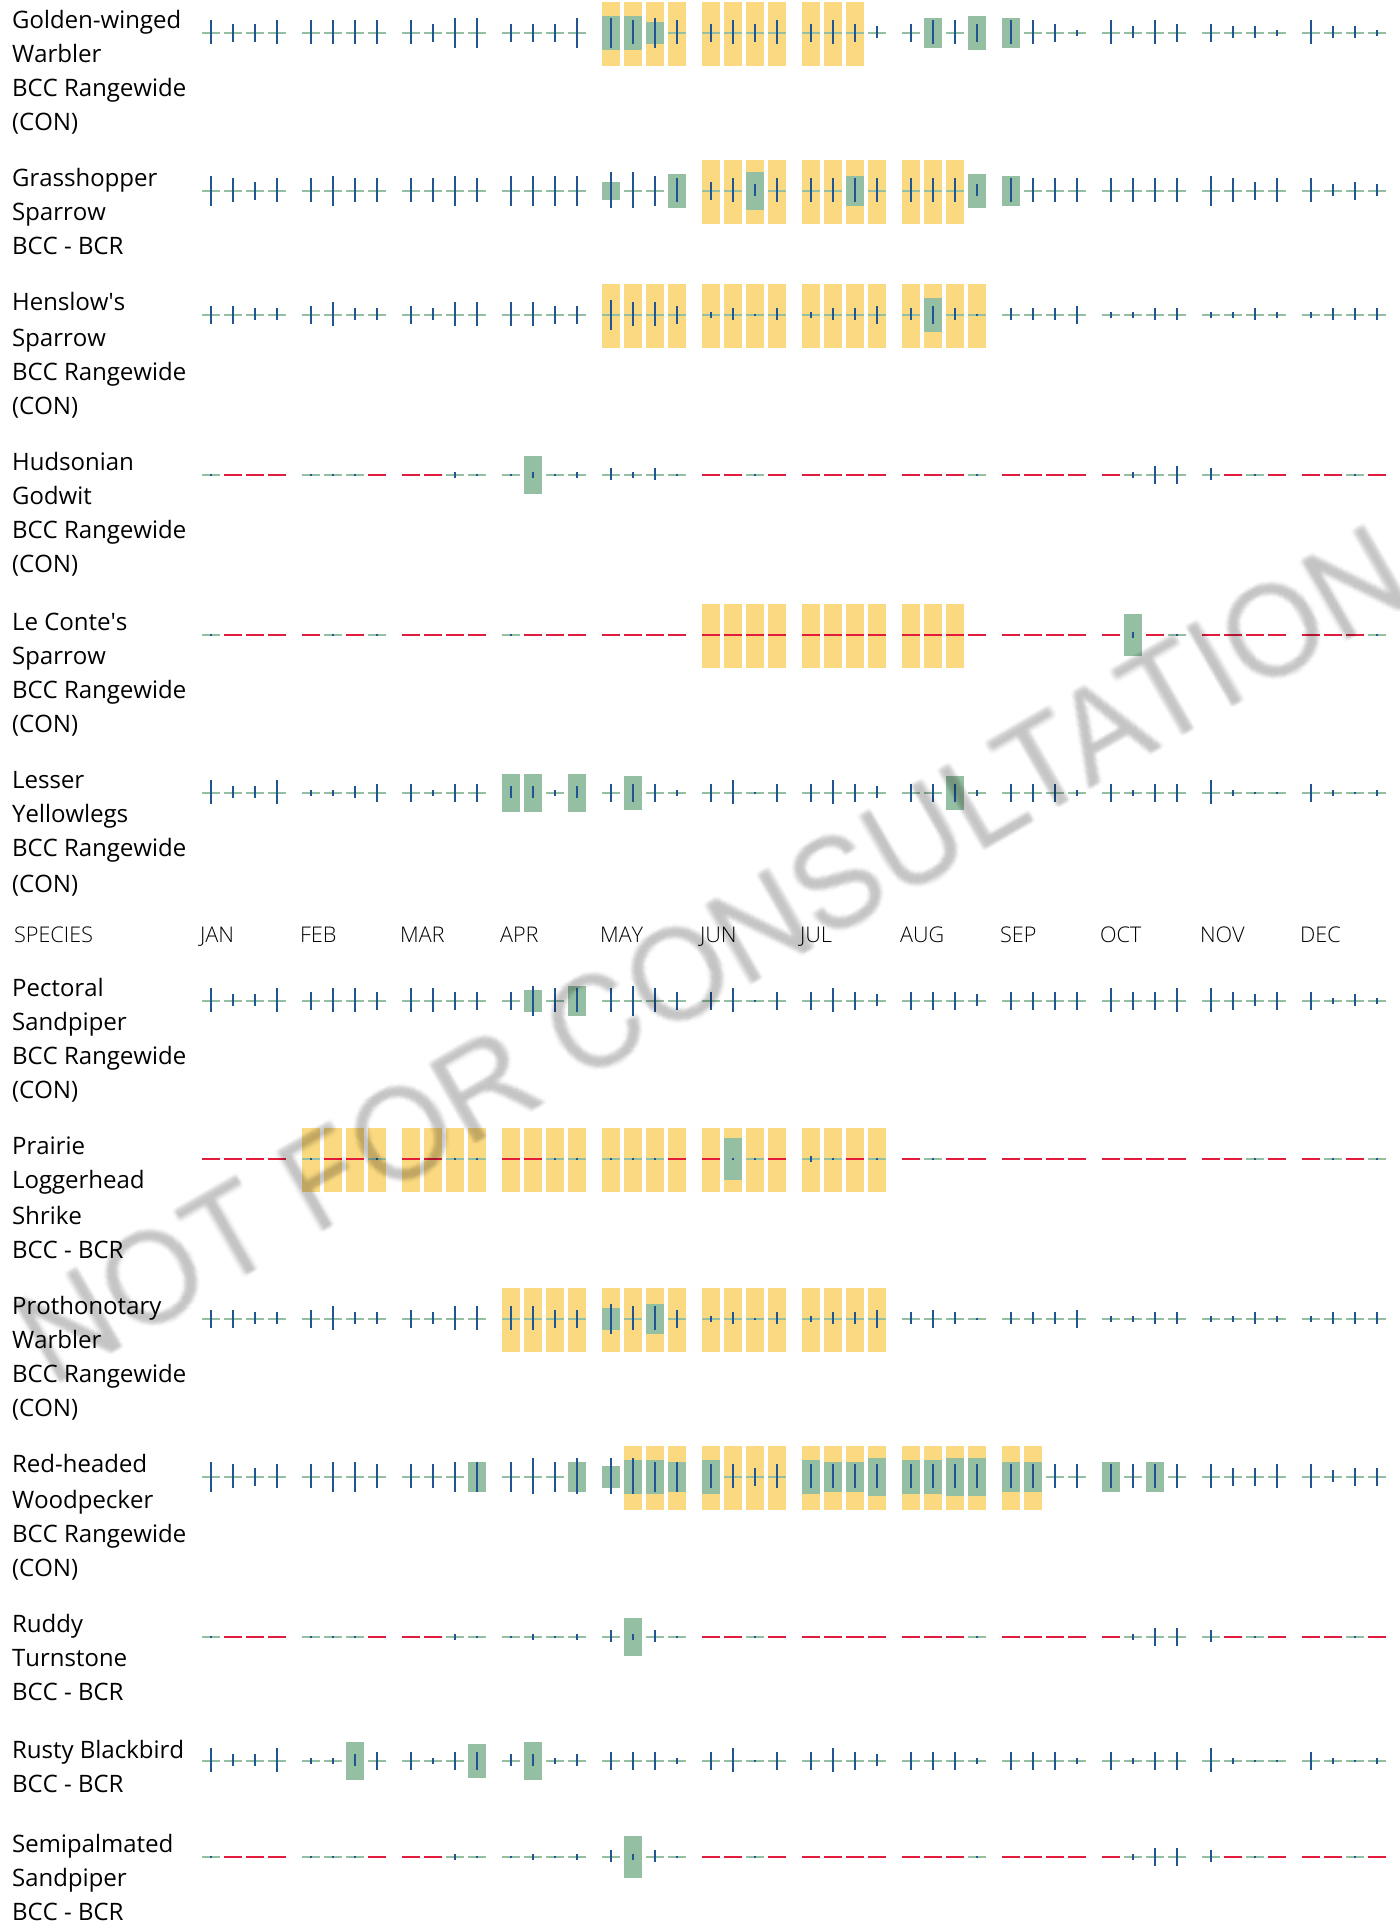 Golden-winged
Warbler
BCC Rangewide
(CON)
Grasshopper
Sparrow
BCC - BCR
Henslow's
Sparrow
BCC Rangewide
(CON)
Hudsonian
Godwit
BCC Rangewide
(CON)
Le Conte's
Sparrow
BCC Rangewide
(CON)
Lesser
Yellowlegs
BCC Rangewide
(CON)
SPECIES JAN FEB MAR APR MAY JUN JUL AUG SEP OCT NOV DEC
Pectoral
Sandpiper
BCC Rangewide
(CON)
Prairie
Loggerhead
Shrike
BCC - BCR
Prothonotary
Warbler
BCC Rangewide
(CON)
Red-headed
Woodpecker
BCC Rangewide
(CON)
Ruddy
Turnstone
BCC - BCR
Rusty Blackbird
BCC - BCR
Semipalmated
Sandpiper
BCC - BCR
NOT FOR CONSULTATION